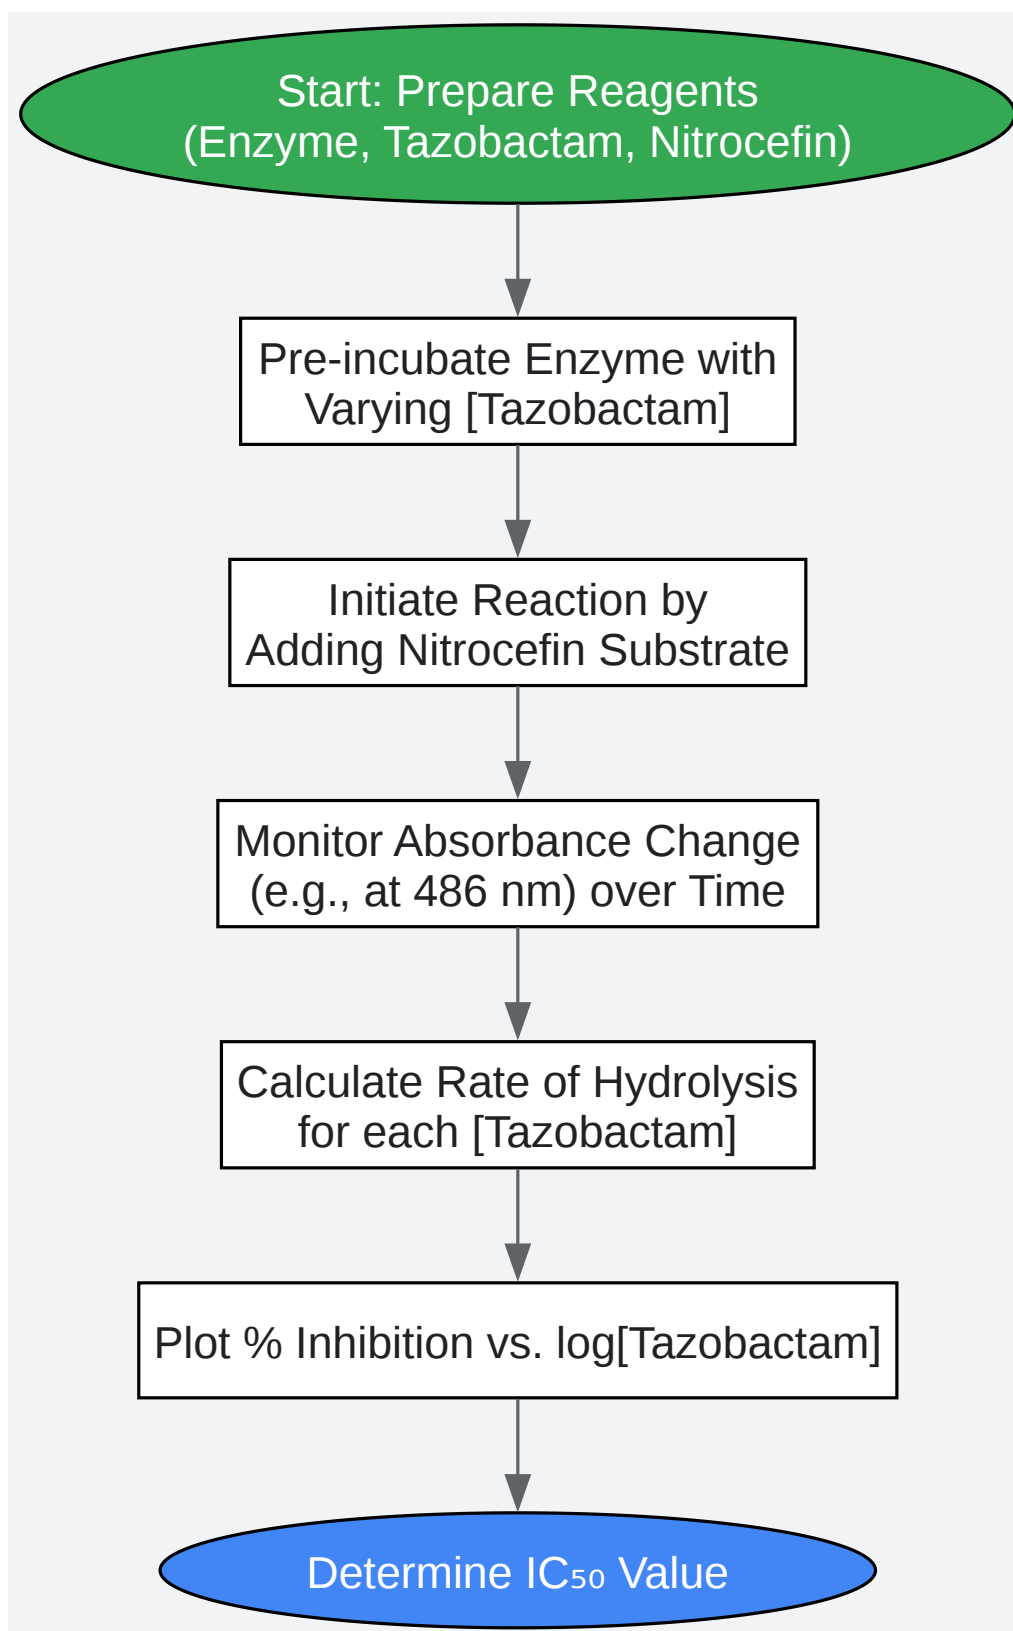 Start: Prepare Reagents
(Enzyme, Tazobactam, Nitrocefin)
Pre-incubate Enzyme with
Varying [Tazobactam]
Initiate Reaction by
Adding Nitrocefin Substrate
Monitor Absorbance Change
(e.g., at 486 nm) over Time
Calculate Rate of Hydrolysis
for each [Tazobactam]
Plot % Inhibition vs. log[Tazobactam]
Determine IC₅₀ Value